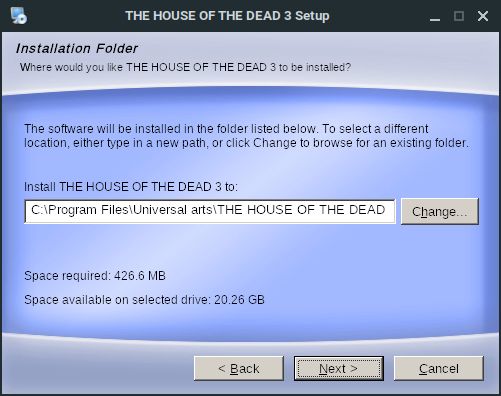 THE HOUSE OF THE DEAD 3 Setup
Installation Folder
Where would you like THE HOUSE OF THE DEAD 3 to be installed?
The software will be installed in the folder listed below. To select a different
location, either type in a new path, or click Change to browse for an existing folder.
Install THE HOUSE OF THE DEAD 3 to:
C:\Program Files\Universal arts\THE HOUSE OF THE DEAD
Change...
Space required: 426.6 MB
Space available on selected drive: 20.26 GB
< Back
Next >
Cancel